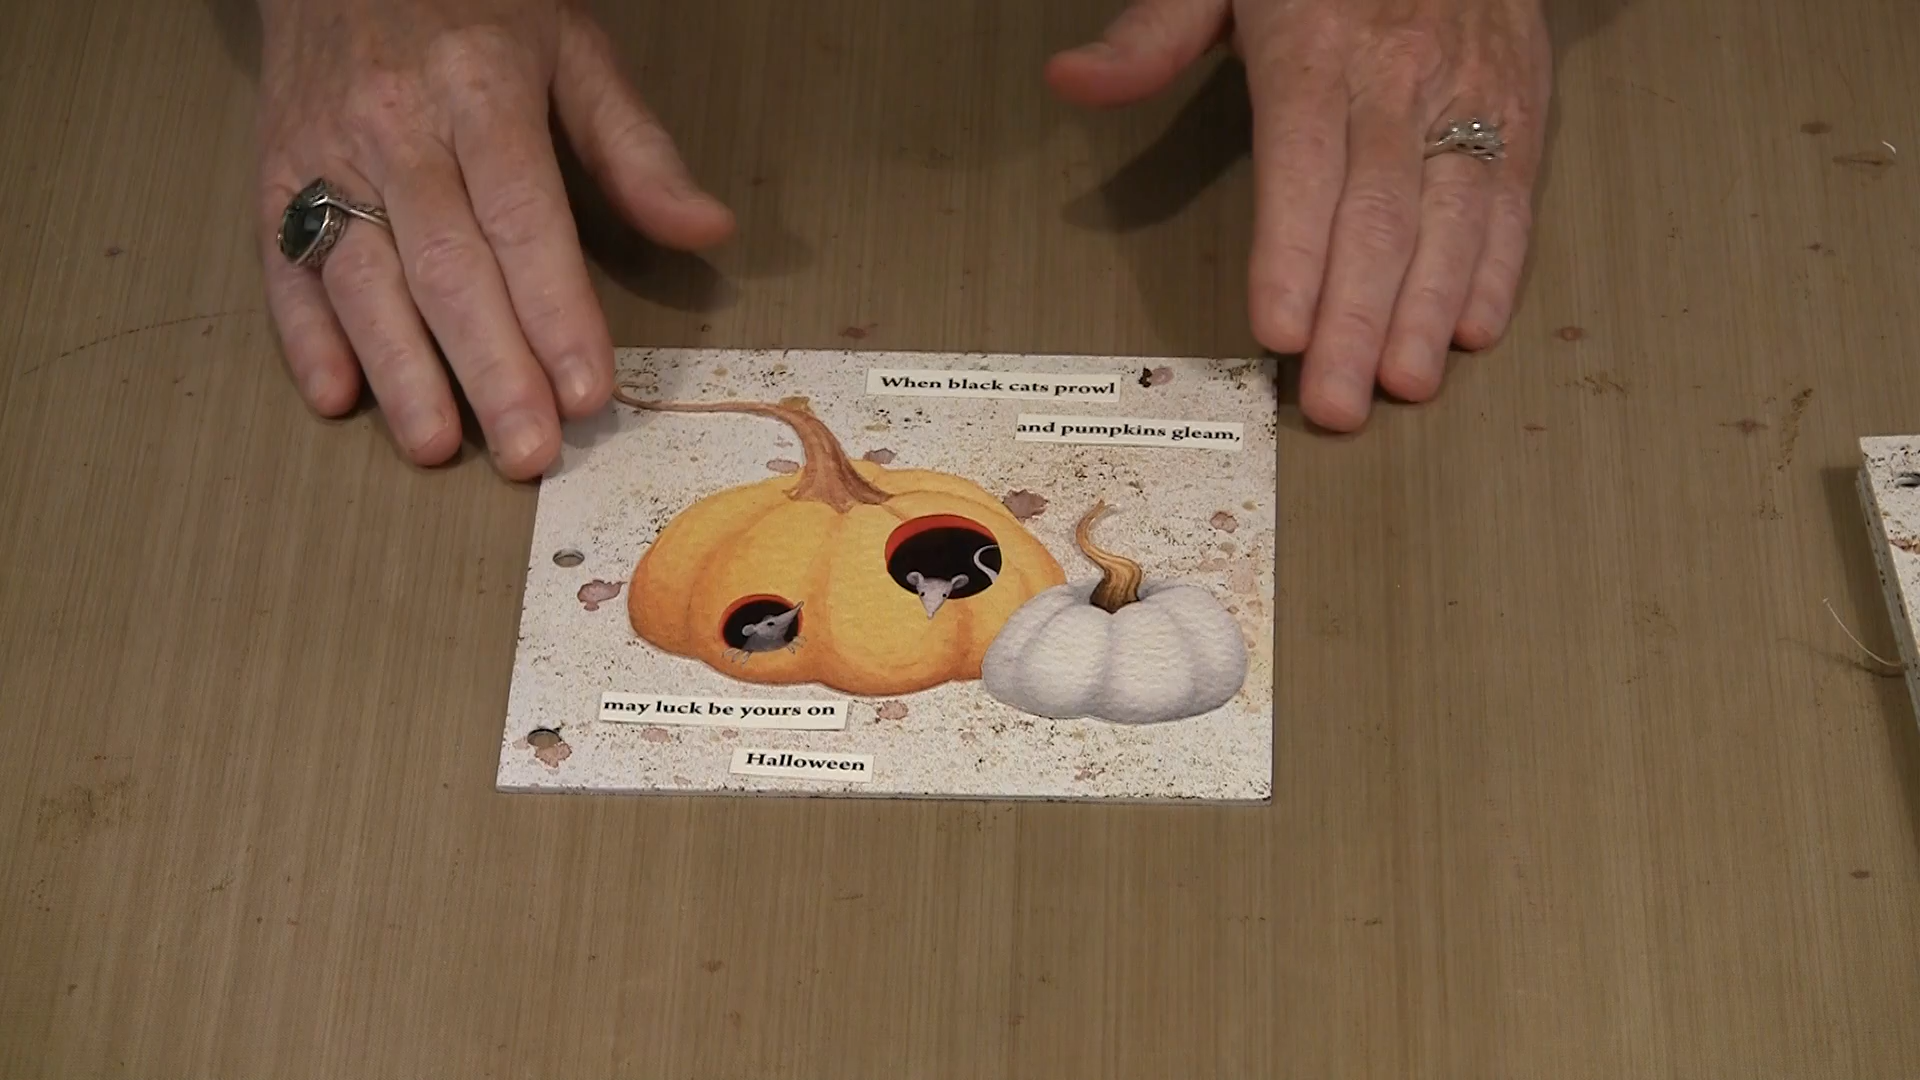 When black cats prowl
and pumpkins gleam,
may luck be yours on
Halloween